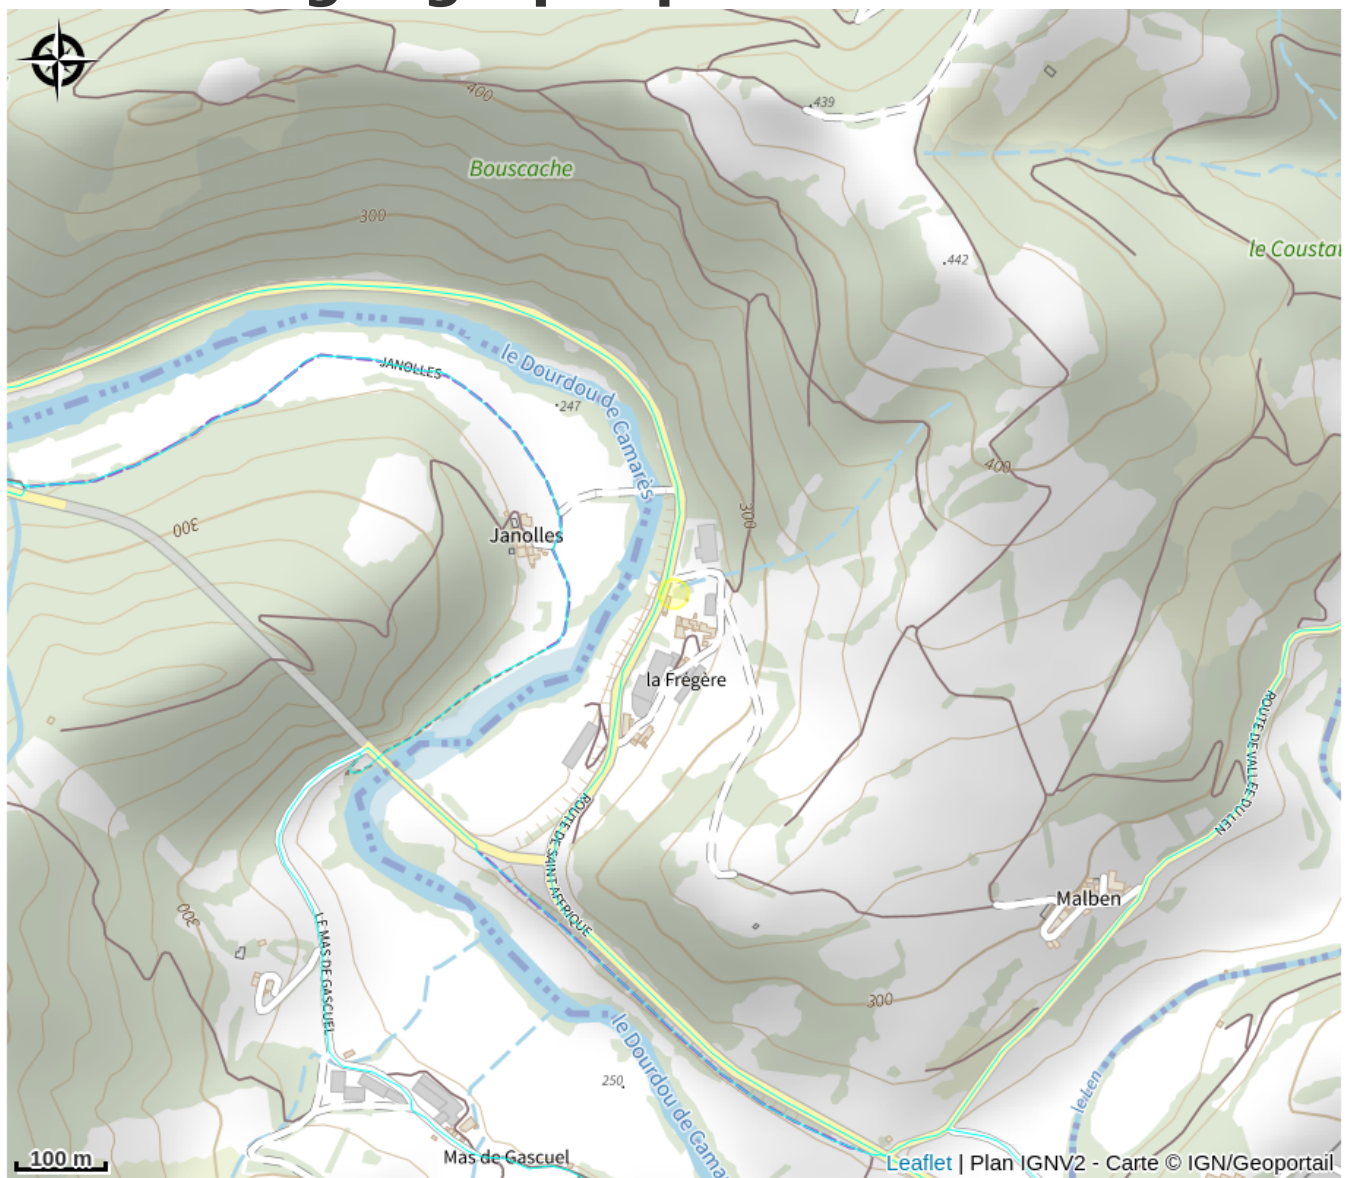 400
439
Bouscache
300
442
le Cousta
JANOLLES
le Dourdou de Camarès
247
400
300
300
Janolles
la Frégère
ROUTE DE VALLÉE DU LEN
ROUTE DE SAINT AFFRIQUE
Malben
300
LE MAS DE GASCUEL
300
le Dourdou de Cama
250
le Len
Mas de Gascuel
100 m
Leaflet | Plan IGNV2 - Carte © IGN/Geoportail